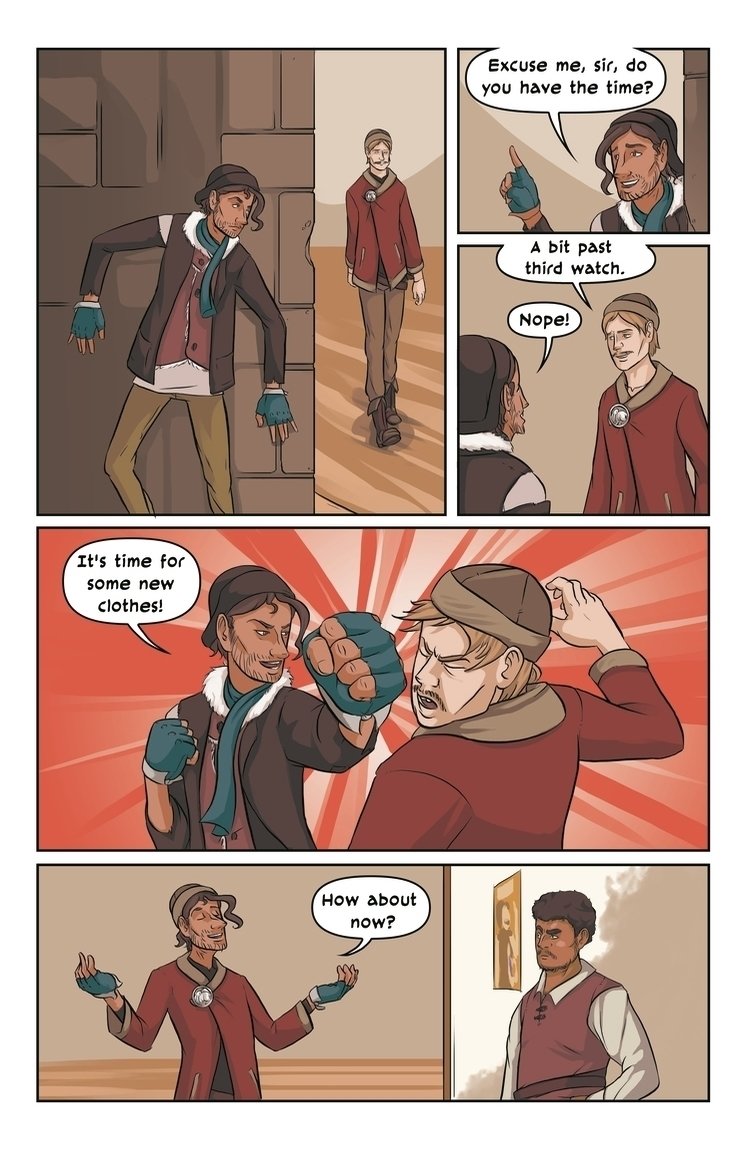 Excuse me, sir, do
you have the time?
A bit past
third watch.
Nope!
It's time for
some new
clothes!
How about
now?